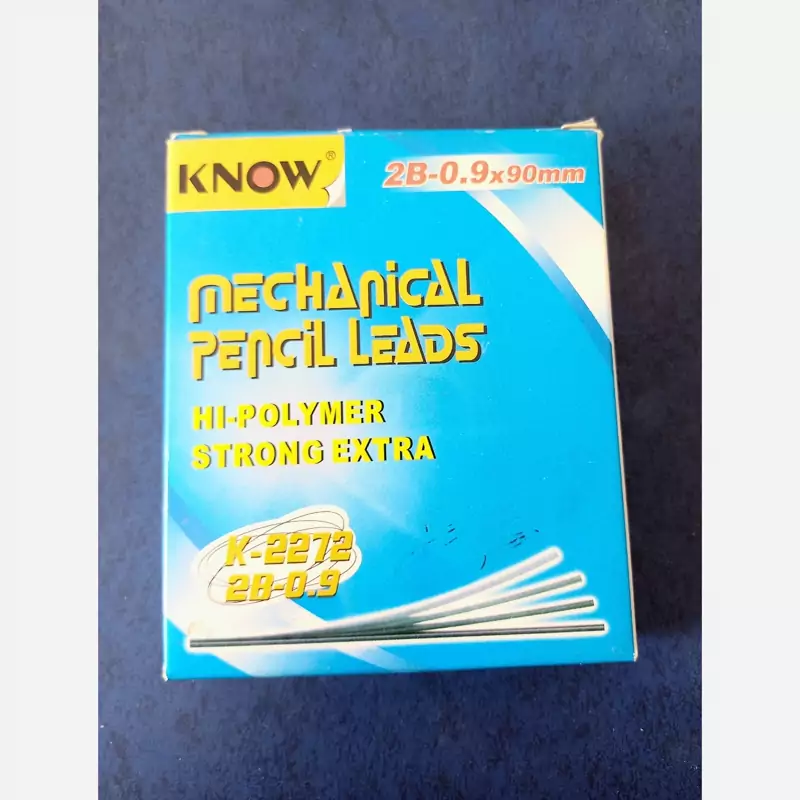 KNOW®
2B-0.9x90mm
MECHANICAL
PENCIL LEADS
HI-POLYMER
STRONG EXTRA
K-2272
2B-0.9